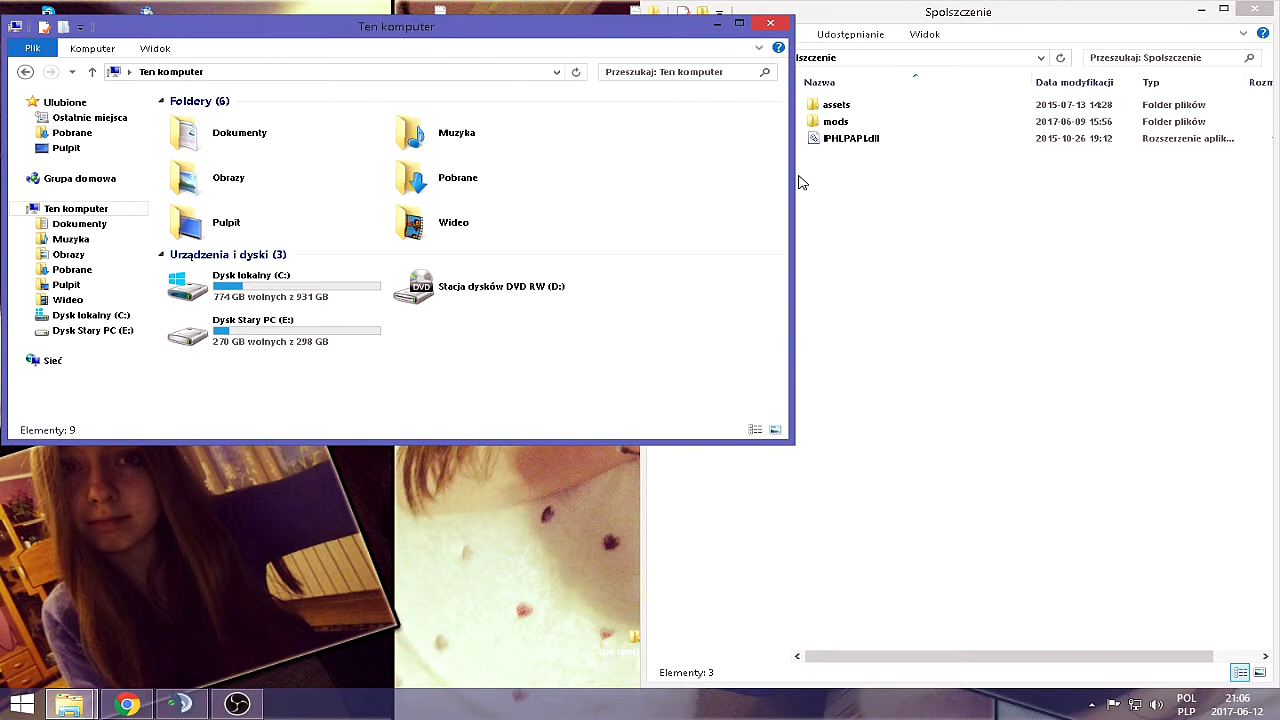 Ten komputer
Plik
Komputer
Widok
Ten komputer
Przeszukaj: Ten komputer
Ulubione
Ostatnie miejsca
Pobrane
Pulpit
Grupa domowa
Ten komputer
Dokumenty
Muzyka
Obrazy
Pobrane
Pulpit
Wideo
Dysk lokalny (C:)
Dysk Stary PC (E:)
Sieć
Foldery (6)
Dokumenty
Muzyka
Obrazy
Pobrane
Pulpit
Wideo
Urządzenia i dyski (3)
Dysk lokalny (C:)
774 GB wolnych z 931 GB
DVD
Stacja dysków DVD RW (D:)
Dysk Stary PC (E:)
270 GB wolnych z 298 GB
Elementy: 9
Spolszczenie
Udostępnianie
Widok
szczenie
Przeszukaj: Spolszczenie
Nazwa
Data modyfikacji
Typ
Rozm
assets
2015-07-13 14:28
Folder plików
mods
2017-06-09 15:56
Folder plików
IPHLPAPI.dll
2015-10-26 19:12
Rozszerzenie aplik...
Elementy: 3
POL
PLP
21:06
2017-06-12